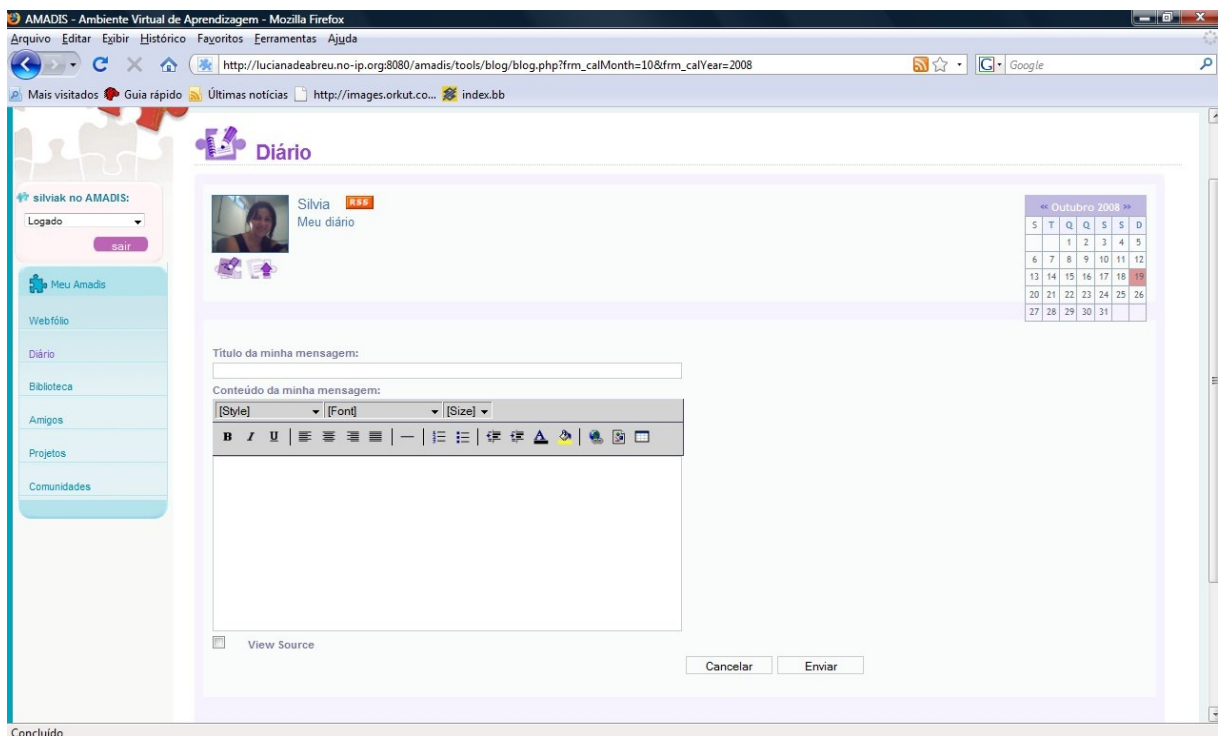 AMADIS - Ambiente Virtual de Aprendizagem - Mozilla Firefox
Arquivo Editar Exibir Histórico Favoritos Ferramentas Ajuda
http://lucianadeabreu.no-ip.org:8080/amadis/tools/blog/blog.php?frm_calMonth=10&frm_calYear=2008
G Google
Mais visitados Guia rápido Últimas notícias http://images.orkut.co... index.bb
Diário
silviak no AMADIS:
Logado
sair
Meu Amadis
Webfólio
Diário
Biblioteca
Amigos
Projetos
Comunidades
Silvia RSS
Meu diário
« Outubro 2008 »
S T Q Q S S D
1 2 3 4 5
6 7 8 9 10 11 12
13 14 15 16 17 18 19
20 21 22 23 24 25 26
27 28 29 30 31
Título da minha mensagem:
Conteúdo da minha mensagem:
[Style] [Font] [Size]
B I U A
View Source
Cancelar Enviar
Concluído